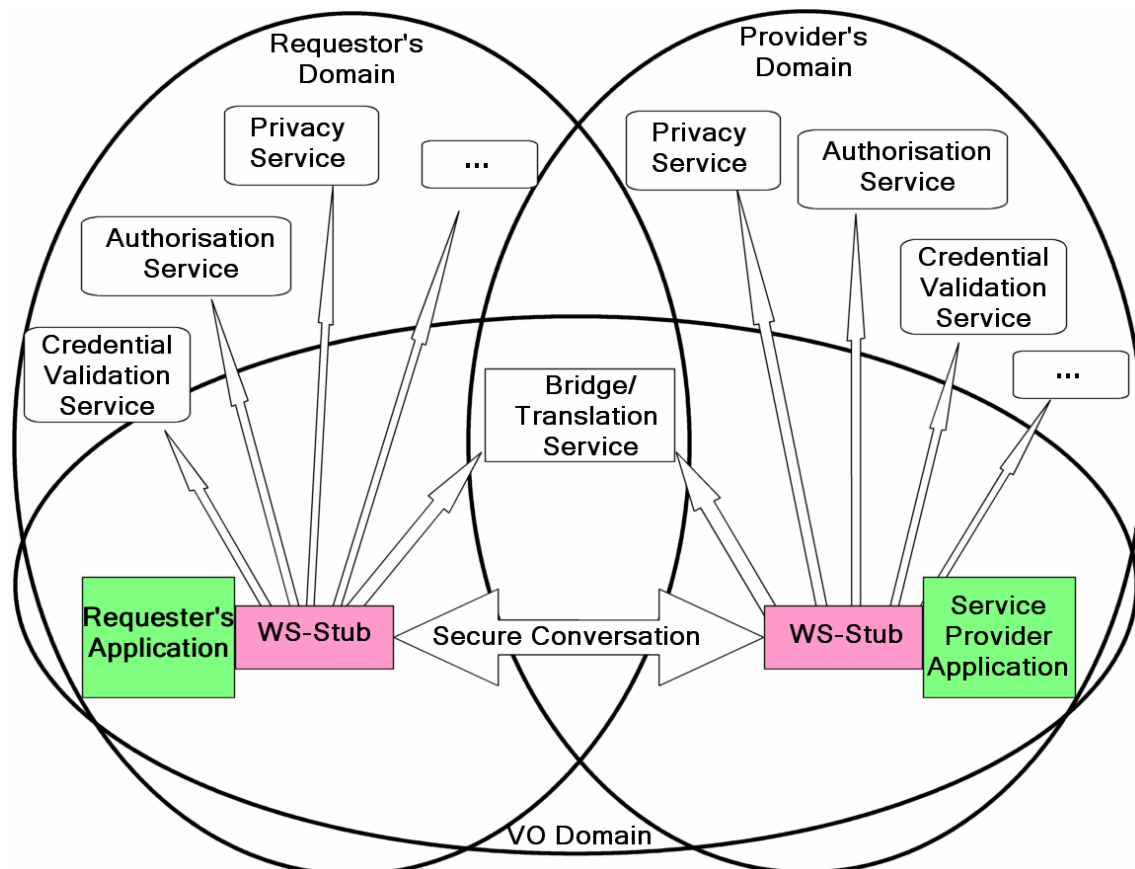 Requestor's
Domain
Provider's
Domain
Privacy
Service
...
Authorisation
Service
Credential
Validation
Service
Privacy
Service
Authorisation
Service
Credential
Validation
Service
...
Bridge/
Translation
Service
Requester's
Application
WS-Stub
Secure Conversation
WS-Stub
Service
Provider
Application
VO Domain